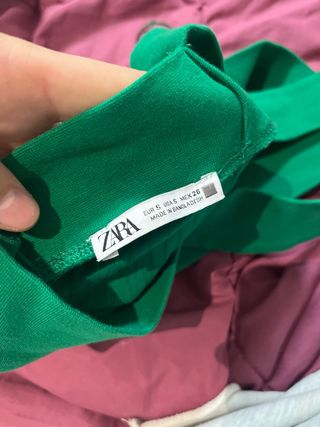 ZARA
EUR S USA S MEX 26
MADE IN BANGLADESH